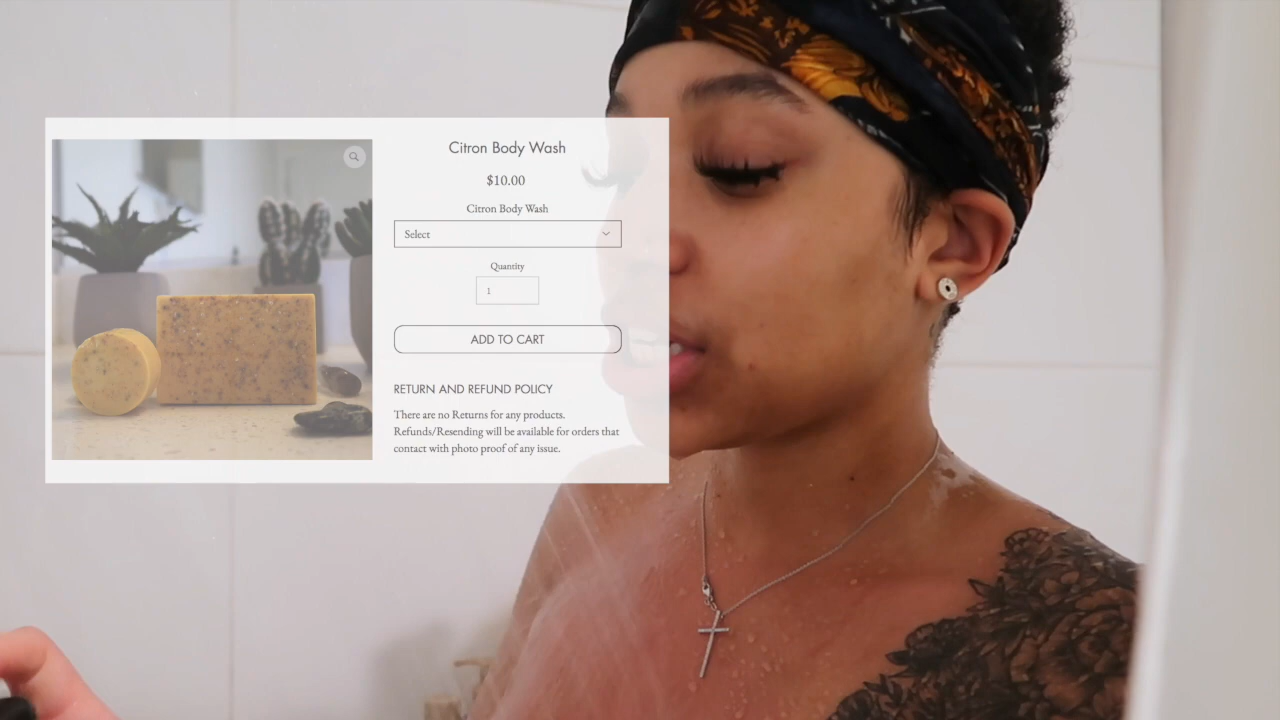 Citron Body Wash
$10.00
Citron Body Wash
Select
Quantity
1
ADD TO CART
RETURN AND REFUND POLICY
There are no Returns for any products.
Refunds/Resending will be available for orders that
contact with photo proof of any issue.